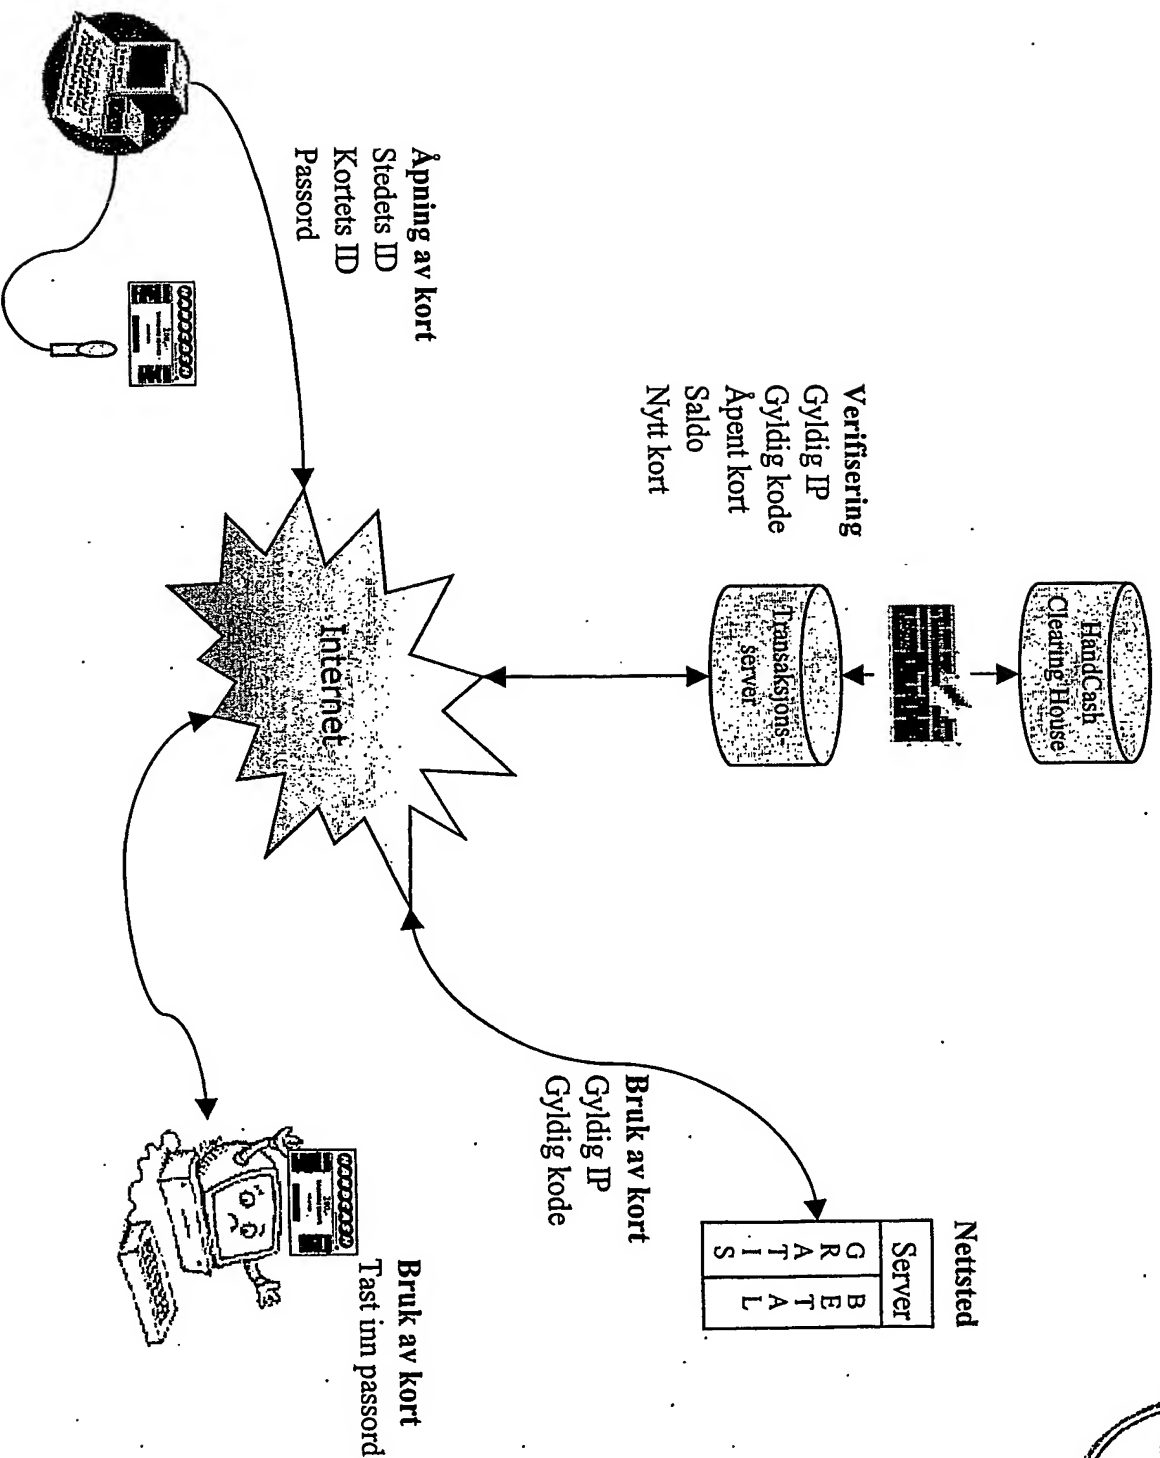 HandCash
Clearing House
Transaksjons-
server
Verifisering
Gyldig IP
Gyldig kode
Åpent kort
Saldo
Nytt kort
Nettsted
Server
GRATIS
BETAL
Åpning av kort
Stedets ID
Kortets ID
Passord
Internet
Bruk av kort
Gyldig IP
Gyldig kode
Bruk av kort
Tast inn passord